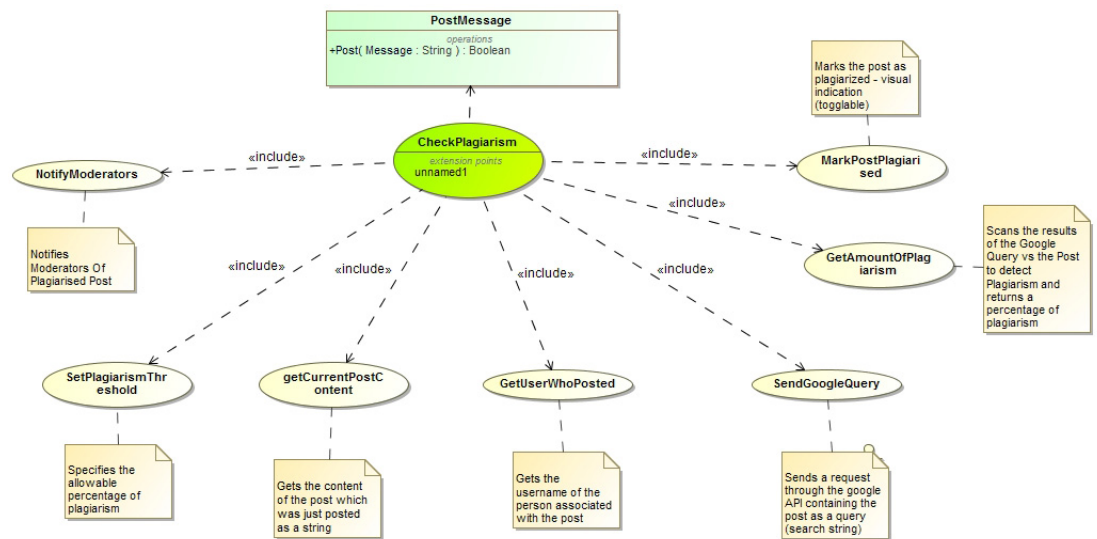 PostMessage
operations
+Post( Message : String ) : Boolean
Marks the post as
plagiarized - visual
indication
(togglable)
CheckPlagiarism
extension points
unnamed1
«include»
«include»
NotifyModerators
MarkPostPlagiari
sed
«include»
Notifies
Moderators Of
Plagiarised Post
GetAmountOfPlag
iarism
Scans the results
of the Google
Query vs the Post
to detect
Plagiarism and
returns a
percentage of
plagiarism
«include»
«include»
«include»
«include»
SetPlagiarismThr
eshold
getCurrentPostC
ontent
GetUserWhoPosted
SendGoogleQuery
Specifies the
allowable
percentage of
plagiarism
Gets the content
of the post which
was just posted
as a string
Gets the
username of the
person associated
with the post
Sends a request
through the google
API containing the
post as a query
(search string)